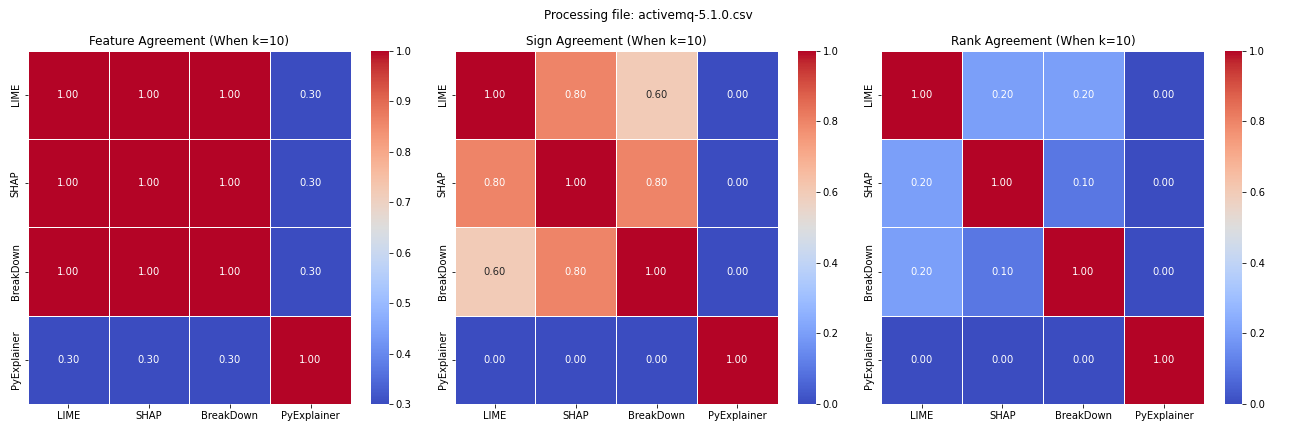 Processing file: activemq-5.1.0.csv
Feature Agreement (When k=10)
LIME
SHAP
BreakDown
PyExplainer
1.00 1.00 1.00 0.30
1.00 1.00 1.00 0.30
1.00 1.00 1.00 0.30
0.30 0.30 0.30 1.00
LIME SHAP BreakDown PyExplainer
1.0
0.9
0.8
0.7
0.6
0.5
0.4
0.3
Sign Agreement (When k=10)
LIME
SHAP
BreakDown
PyExplainer
1.00 0.80 0.60 0.00
0.80 1.00 0.80 0.00
0.60 0.80 1.00 0.00
0.00 0.00 0.00 1.00
LIME SHAP BreakDown PyExplainer
1.0
0.8
0.6
0.4
0.2
0.0
Rank Agreement (When k=10)
LIME
SHAP
BreakDown
PyExplainer
1.00 0.20 0.20 0.00
0.20 1.00 0.10 0.00
0.20 0.10 1.00 0.00
0.00 0.00 0.00 1.00
LIME SHAP BreakDown PyExplainer
1.0
0.8
0.6
0.4
0.2
0.0